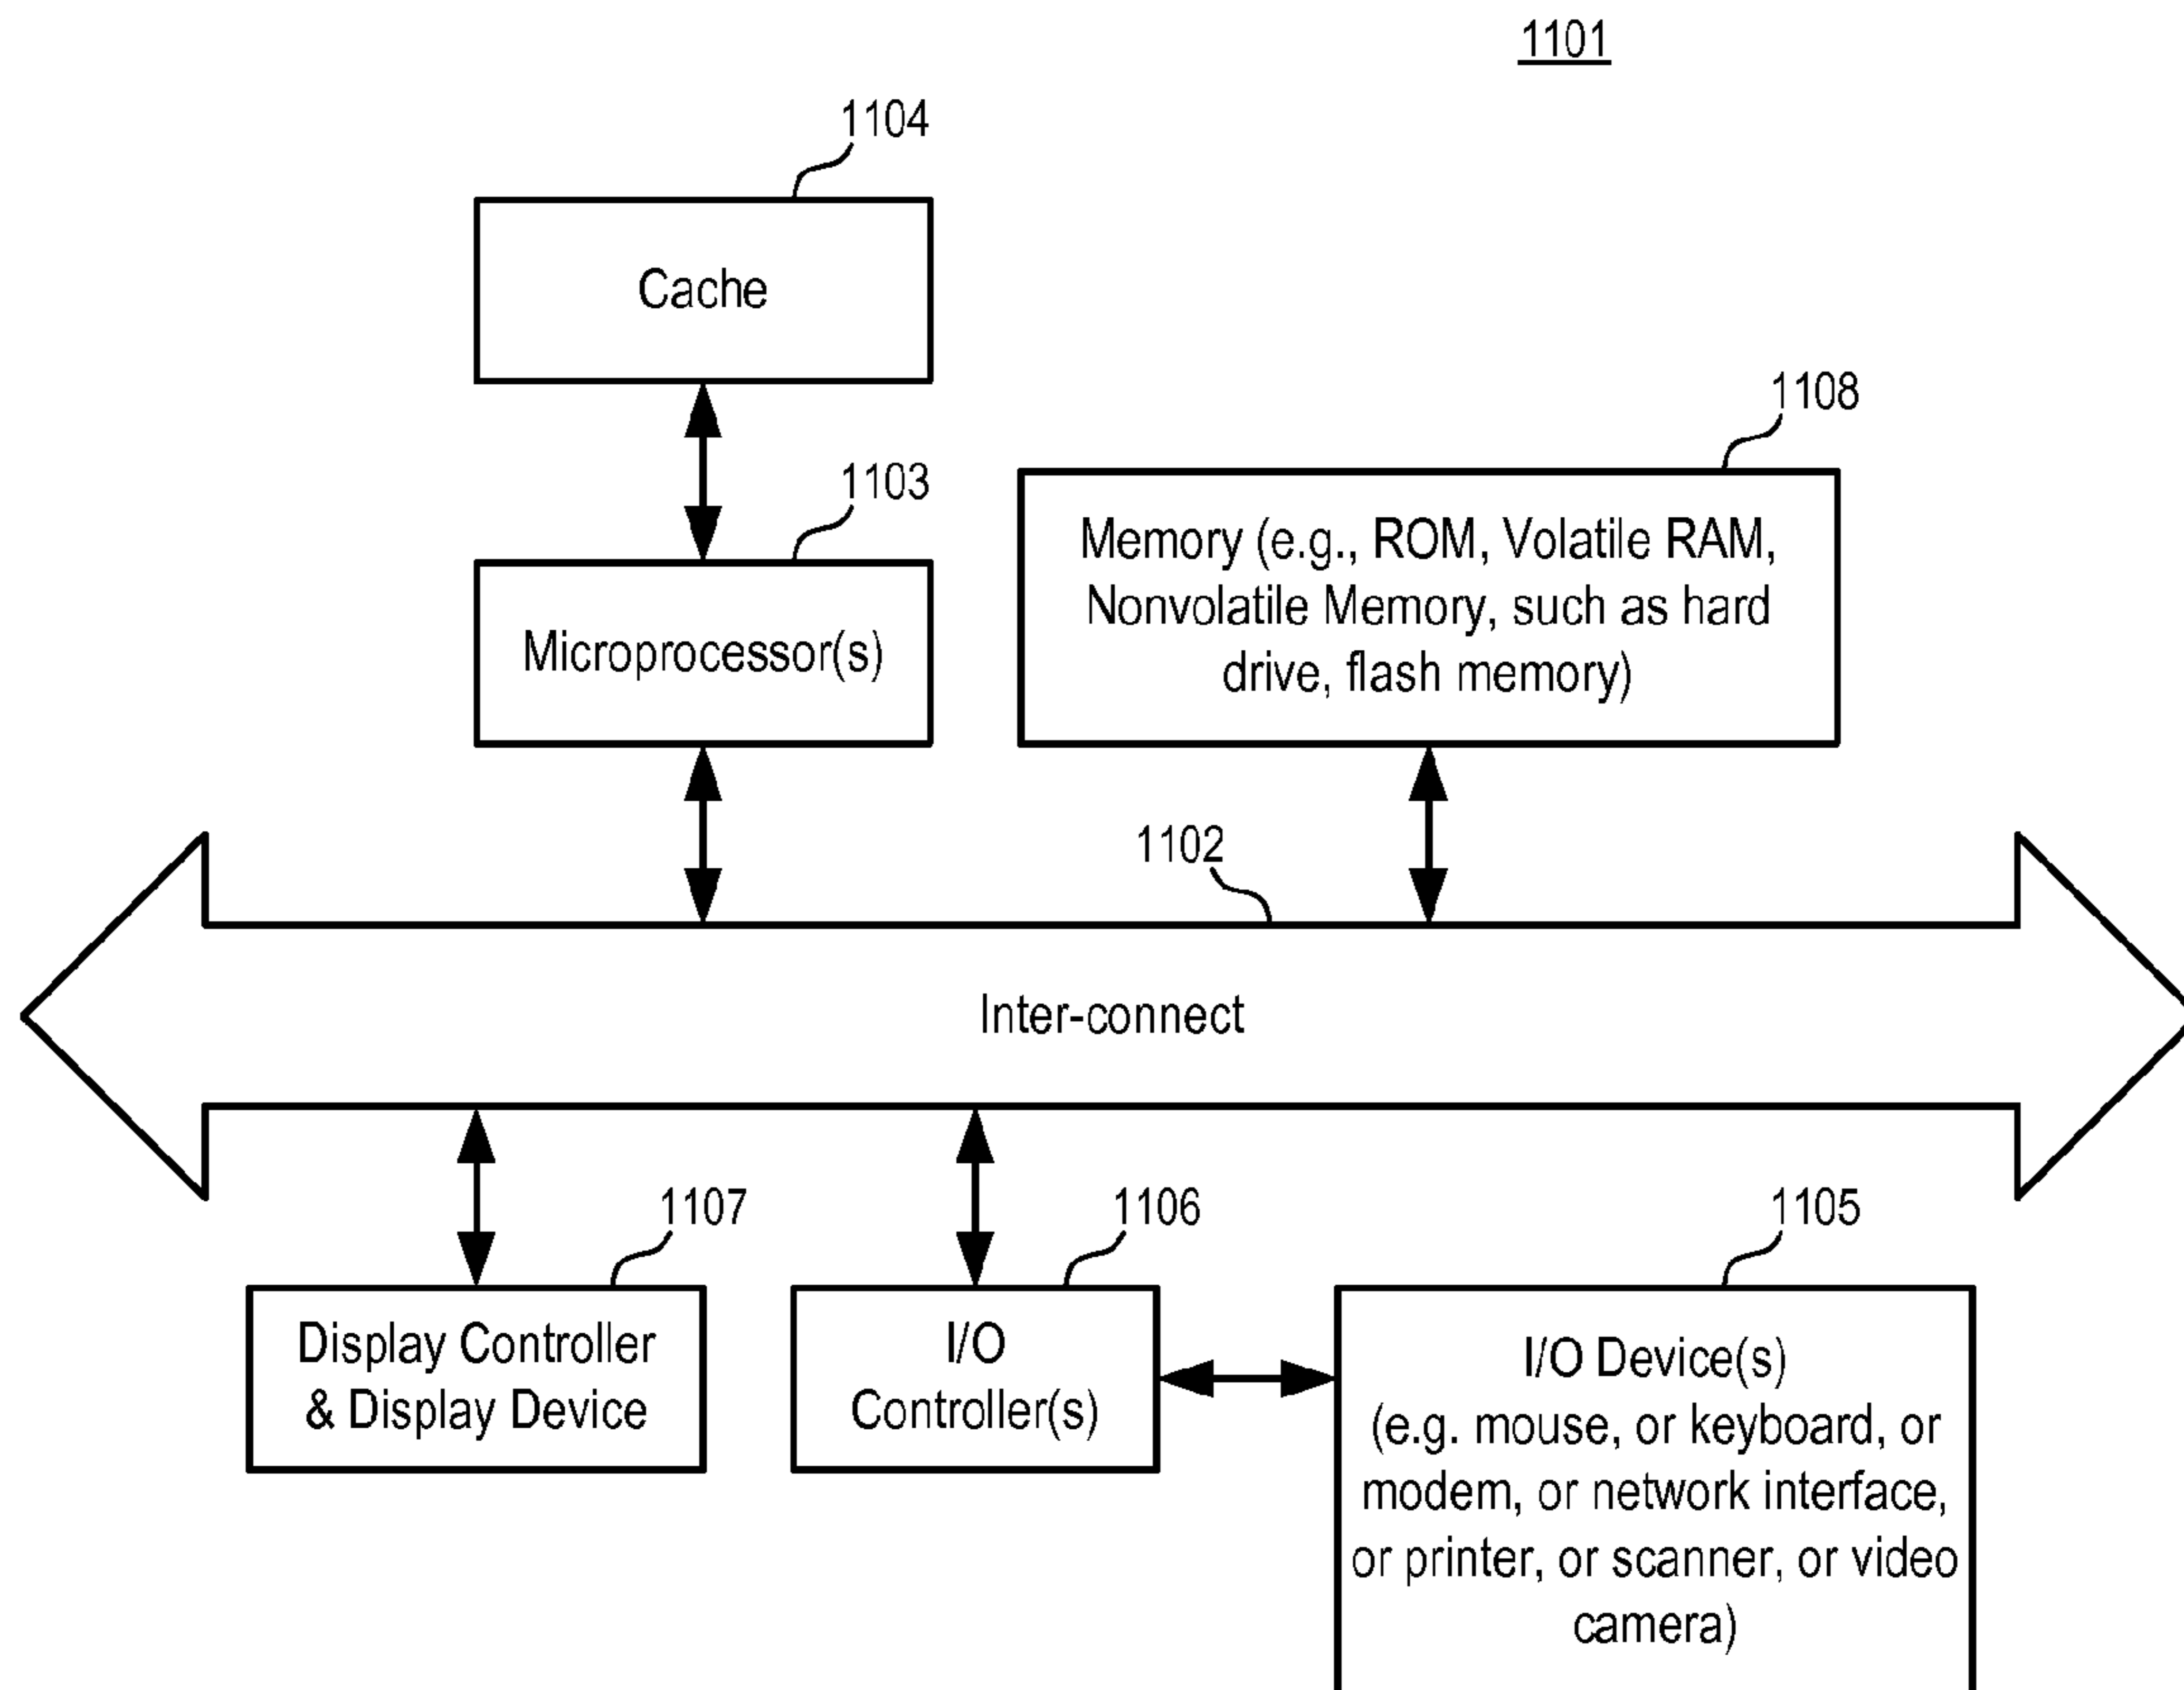 1101
1104
Cache
1108
1103
Memory (e.g., ROM, Volatile RAM,
Nonvolatile Memory, such as hard
drive, flash memory)
Microprocessor(s)
1102
Inter-connect
1107
1106
1105
Display Controller
& Display Device
I/O
Controller(s)
I/O Device(s)
(e.g. mouse, or keyboard, or
modem, or network interface,
or printer, or scanner, or video
camera)